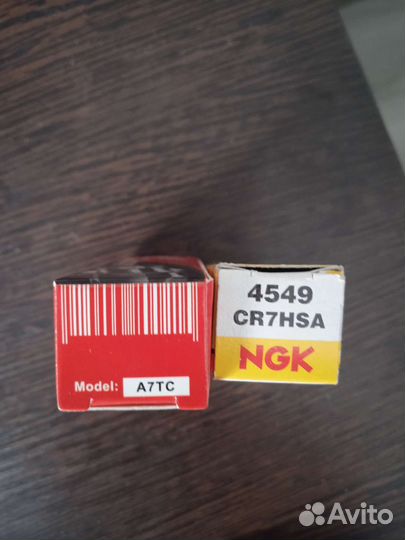 Model: A7TC
4549
CR7HSA
NGK
Avito